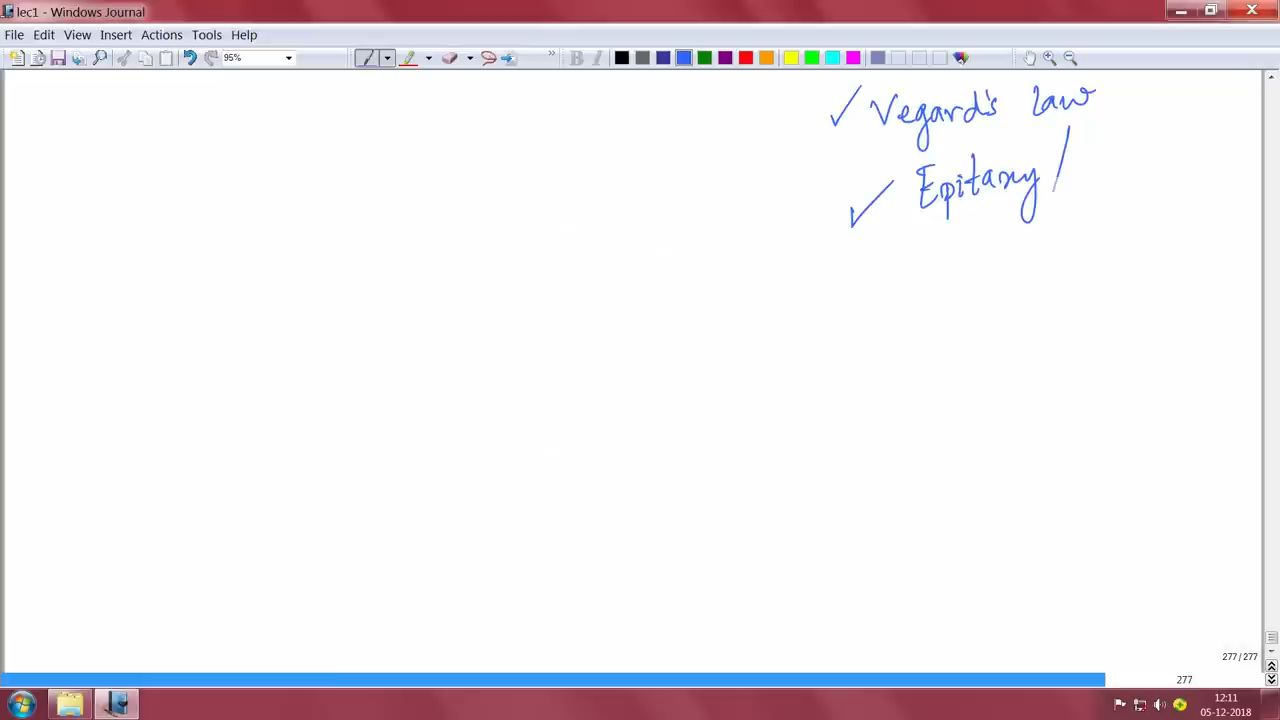 lec1 - Windows Journal
File Edit View Insert Actions Tools Help
95% » B I
✓ Vegard's law
✓ Epitaxy /
277 / 277
277
12:11
05-12-2018